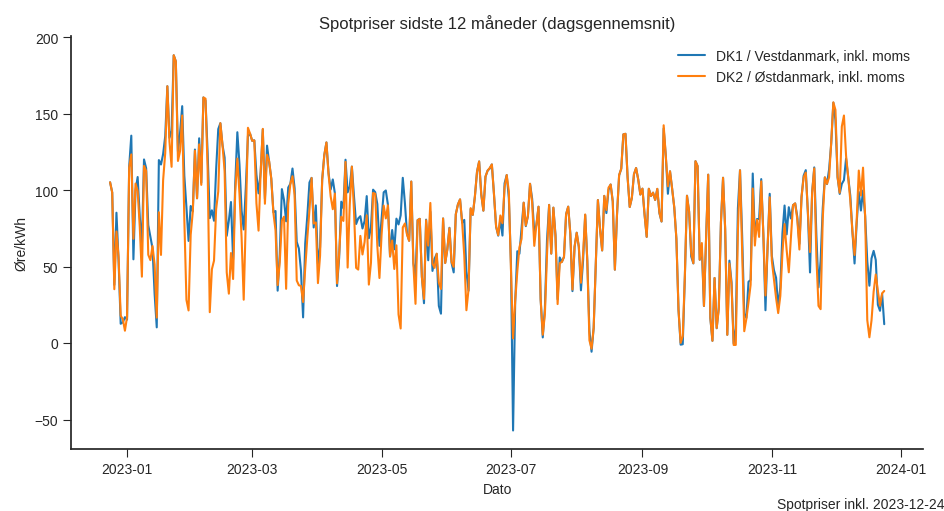 Spotpriser sidste 12 måneder (dagsgennemsnit)
DK1 / Vestdanmark, inkl. moms
DK2 / Østdanmark, inkl. moms
Øre/kWh
200
150
100
50
0
−50
2023-01
2023-03
2023-05
2023-07
2023-09
2023-11
2024-01
Dato
Spotpriser inkl. 2023-12-24